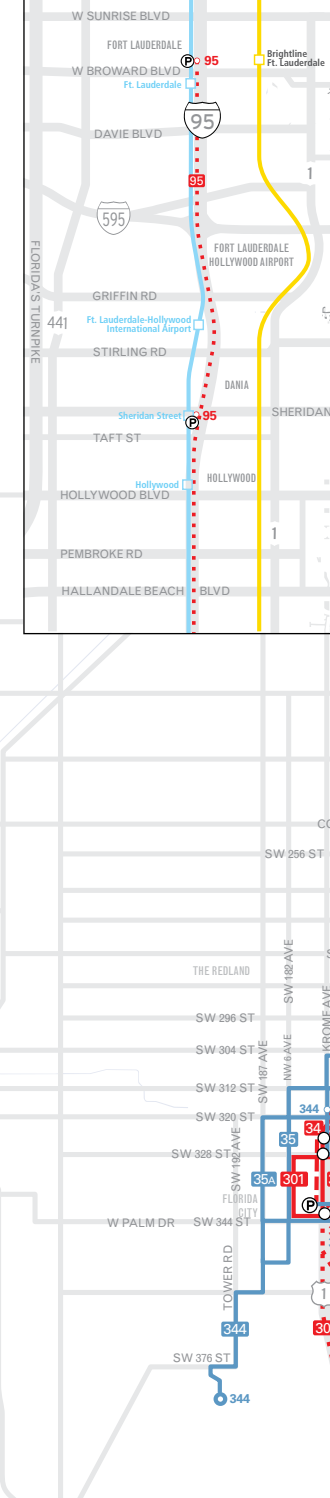 W SUNRISE BLVD
FORT LAUDERDALE
P 95
Brightline
Ft. Lauderdale
W BROWARD BLVD
Ft. Lauderdale
95
DAVIE BLVD
1
95
595
FORT LAUDERDALE
HOLLYWOOD AIRPORT
FLORIDA'S TURNPIKE
GRIFFIN RD
441
Ft. Lauderdale-Hollywood
International Airport
STIRLING RD
DANIA
Sheridan Street
95
SHERIDAN
P
TAFT ST
Hollywood
HOLLYWOOD
HOLLYWOOD BLVD
1
PEMBROKE RD
HALLANDALE BEACH BLVD
SW 256 ST
SW 182 AVE
THE REDLAND
KROME AVE
SW 296 ST
NW 6 AVE
SW 187 AVE
SW 304 ST
SW 312 ST
344
SW 320 ST
34
SW 192 AVE
35
SW 328 ST
35A
301
FLORIDA
CITY
P
W PALM DR
SW 344 ST
TOWER RD
1
344
30
SW 376 ST
344